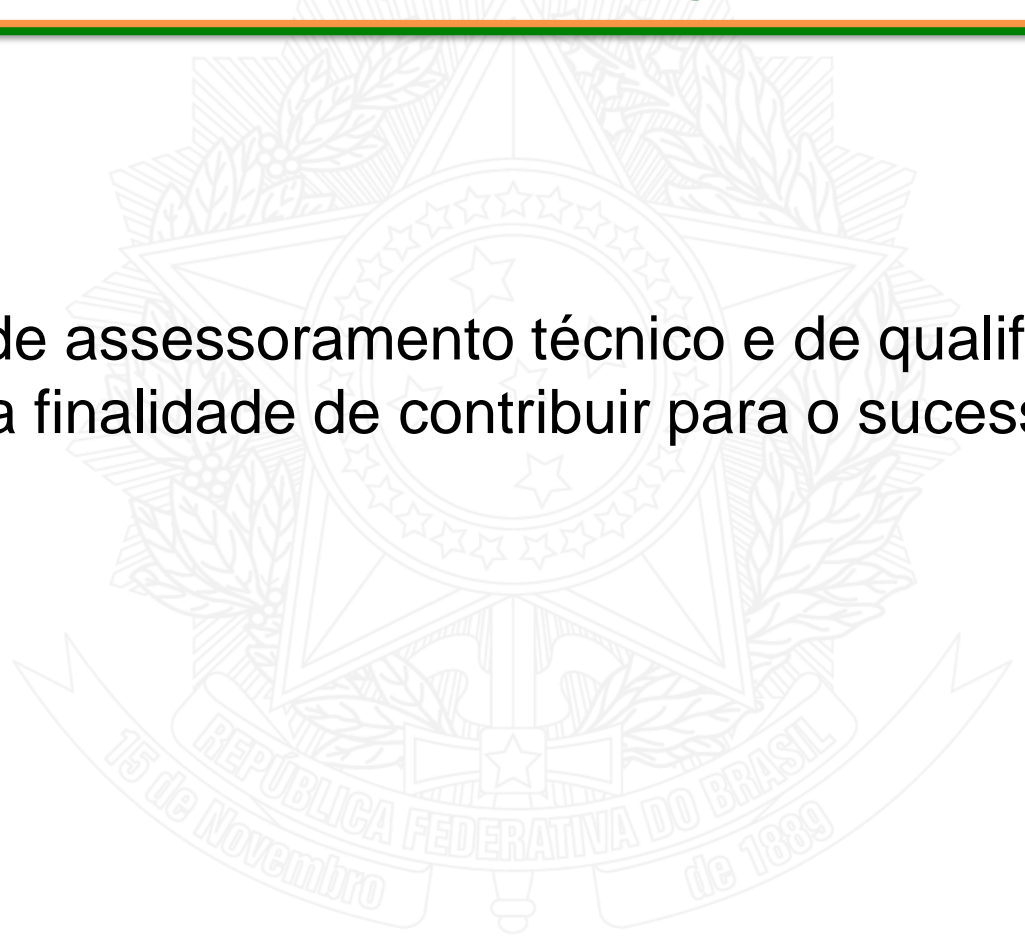 de assessoramento técnico e de qualif
a finalidade de contribuir para o sucess
REPÚBLICA FEDERATIVA DO BRASIL
15 de Novembro de 1889